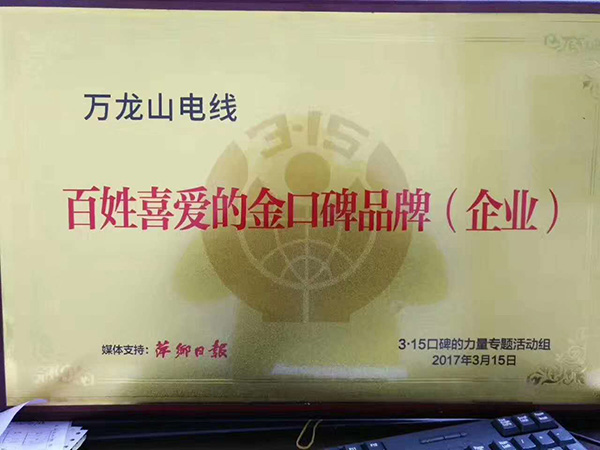 万龙山电线
3·15
百姓喜爱的金口碑品牌（企业）
媒体支持：萍乡日报
3·15口碑的力量专题活动组
2017年3月15日